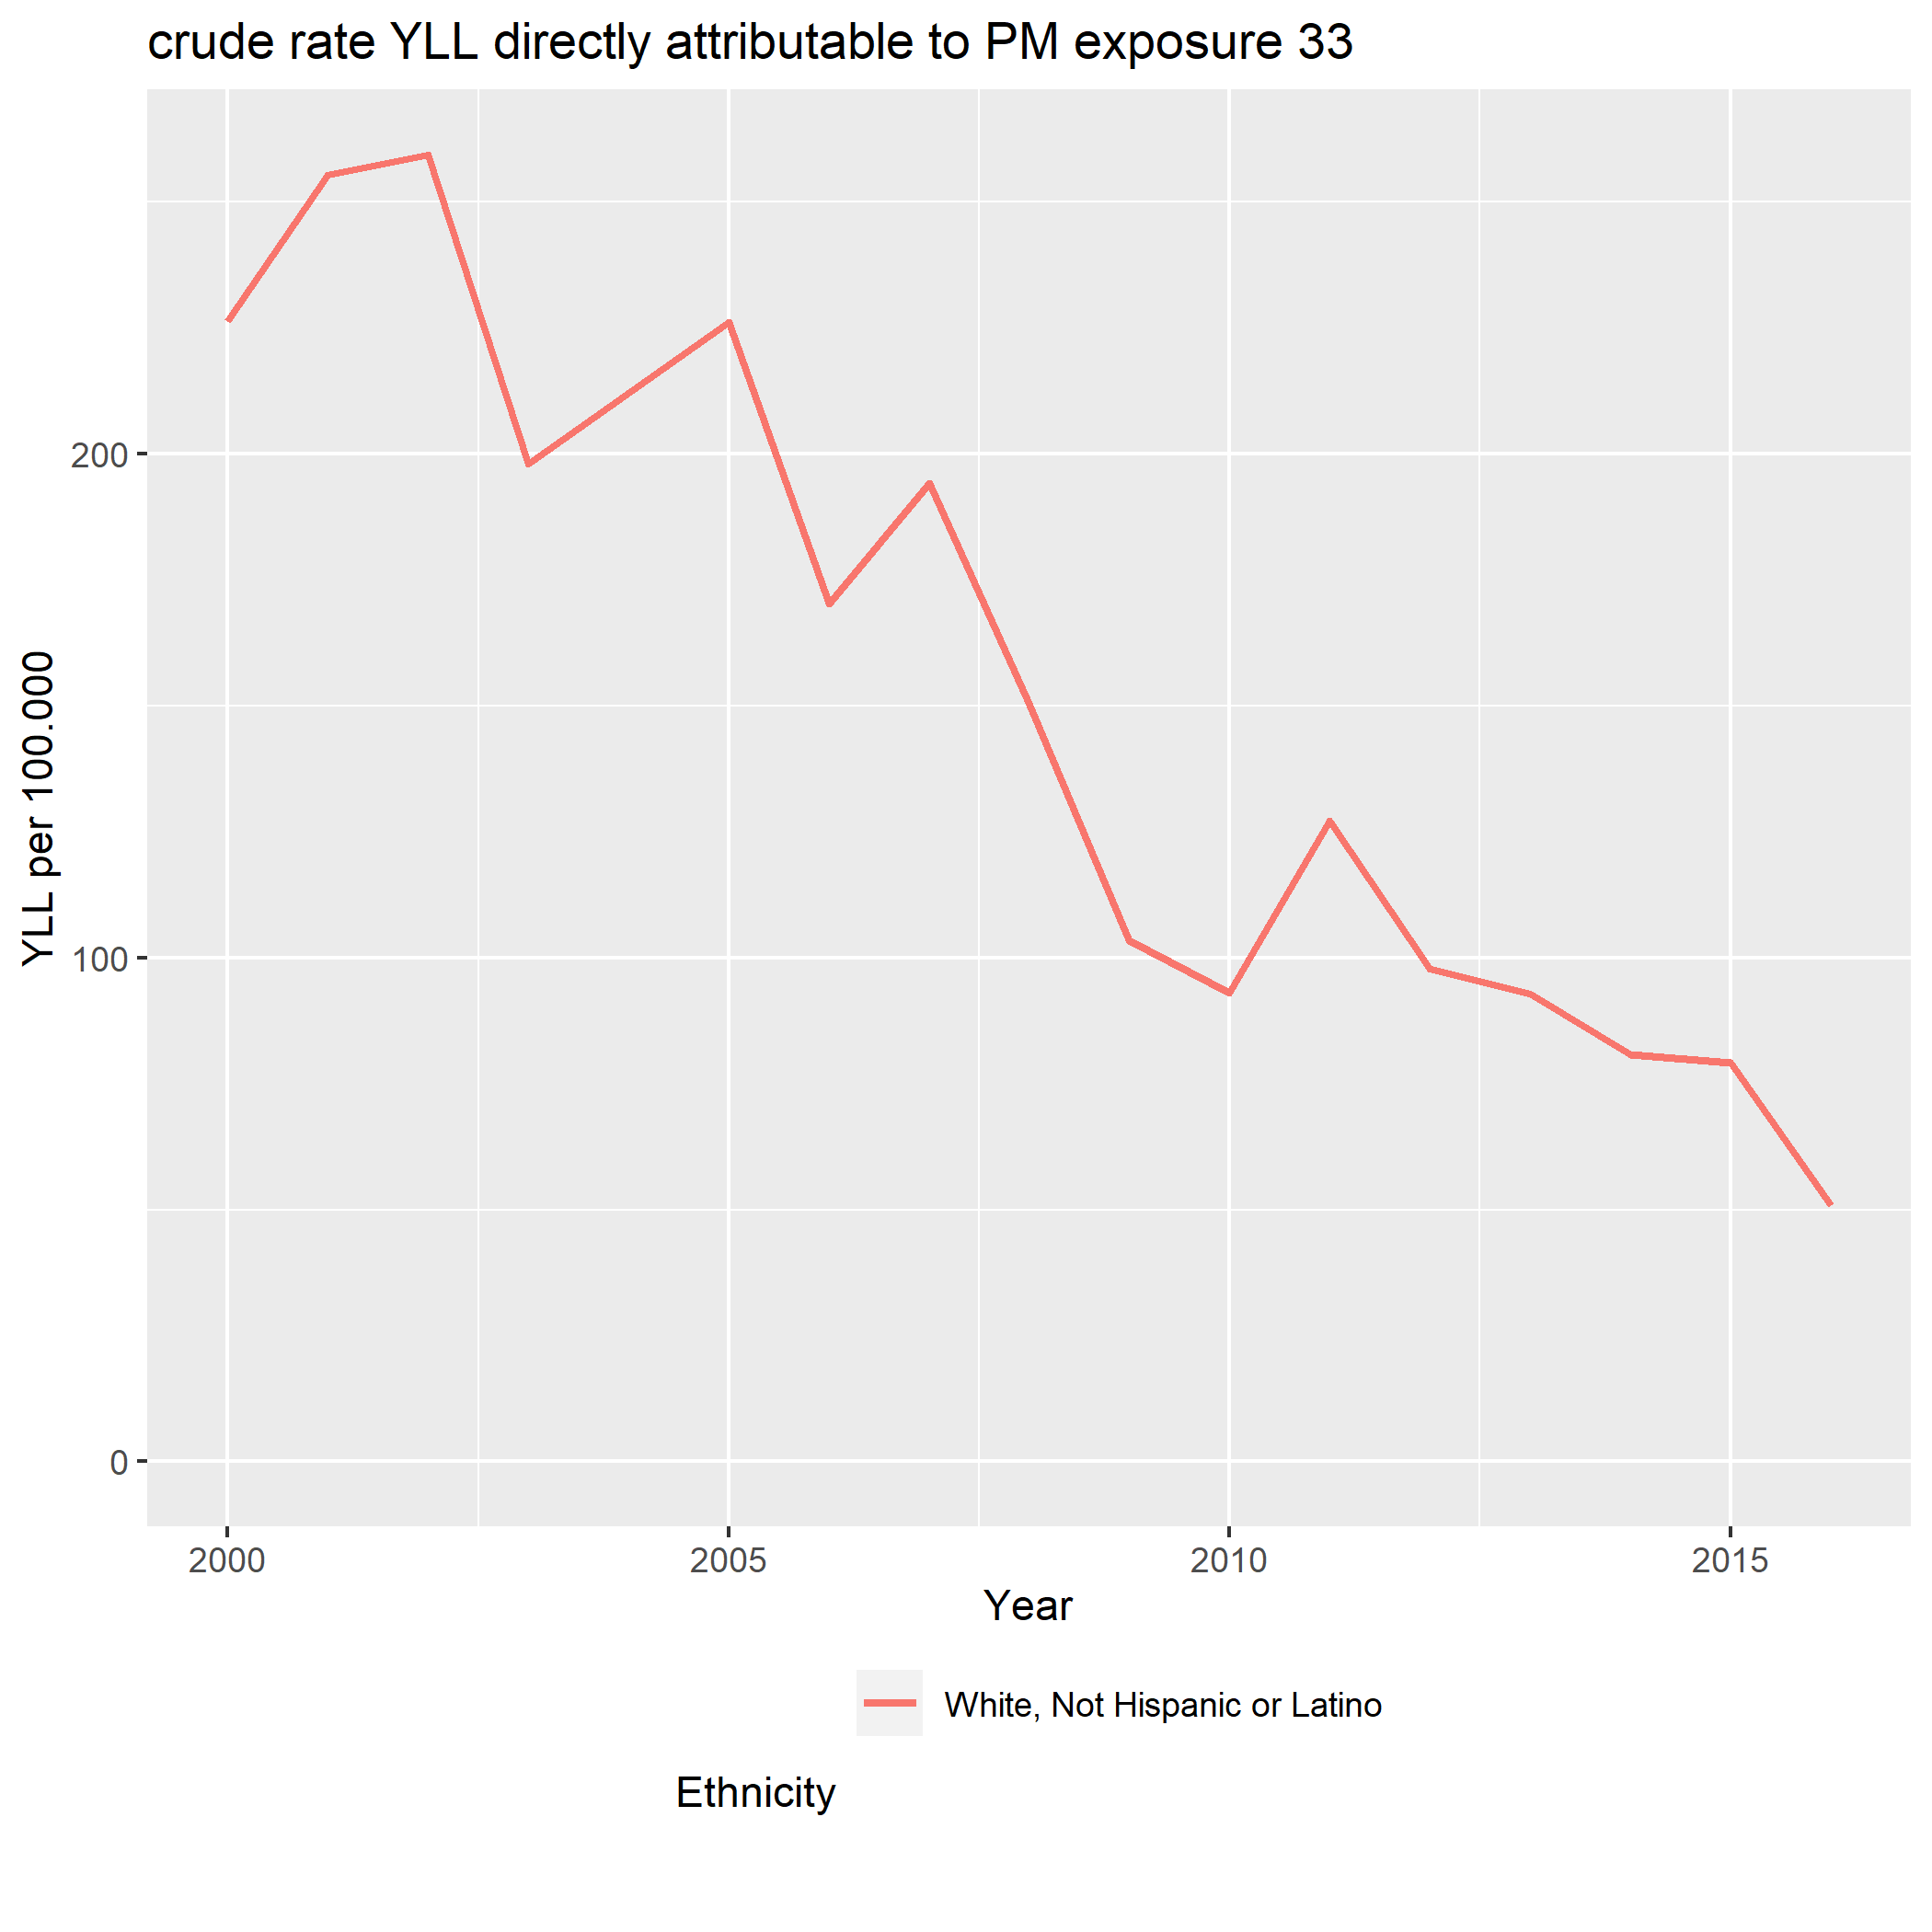 crude rate YLL directly attributable to PM exposure 33
YLL per 100.000
200
100
0
2000
2005
2010
2015
Year
White, Not Hispanic or Latino
Ethnicity